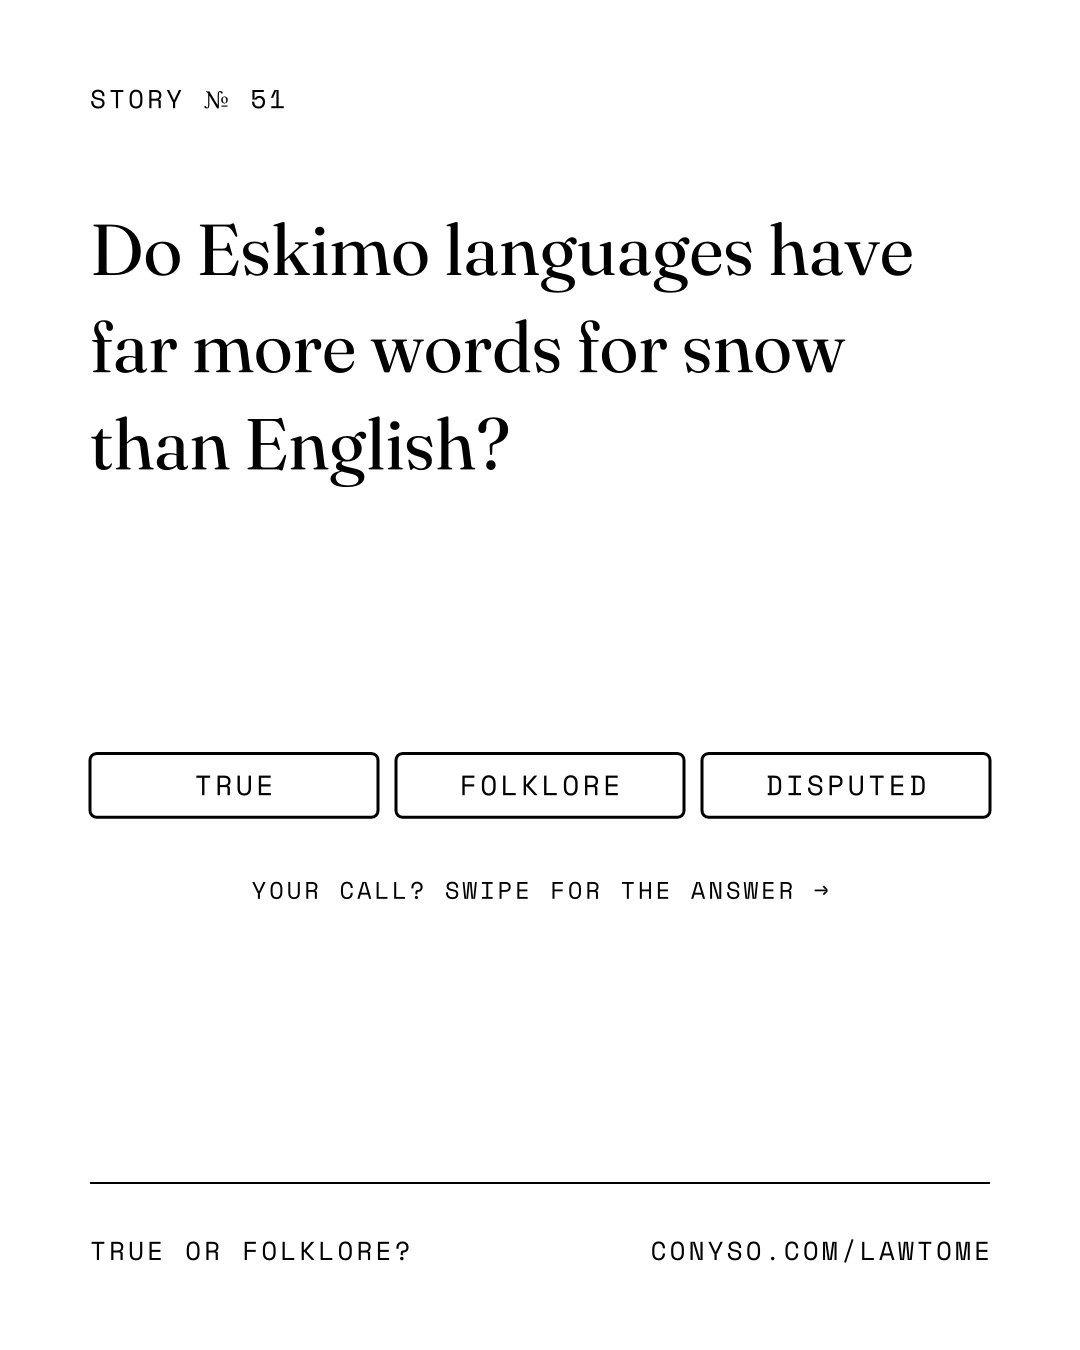 STORY № 51
Do Eskimo languages have
far more words for snow
than English?
TRUE
FOLKLORE
DISPUTED
YOUR CALL? SWIPE FOR THE ANSWER →
TRUE OR FOLKLORE?
CONYSO.COM/LAWTOME